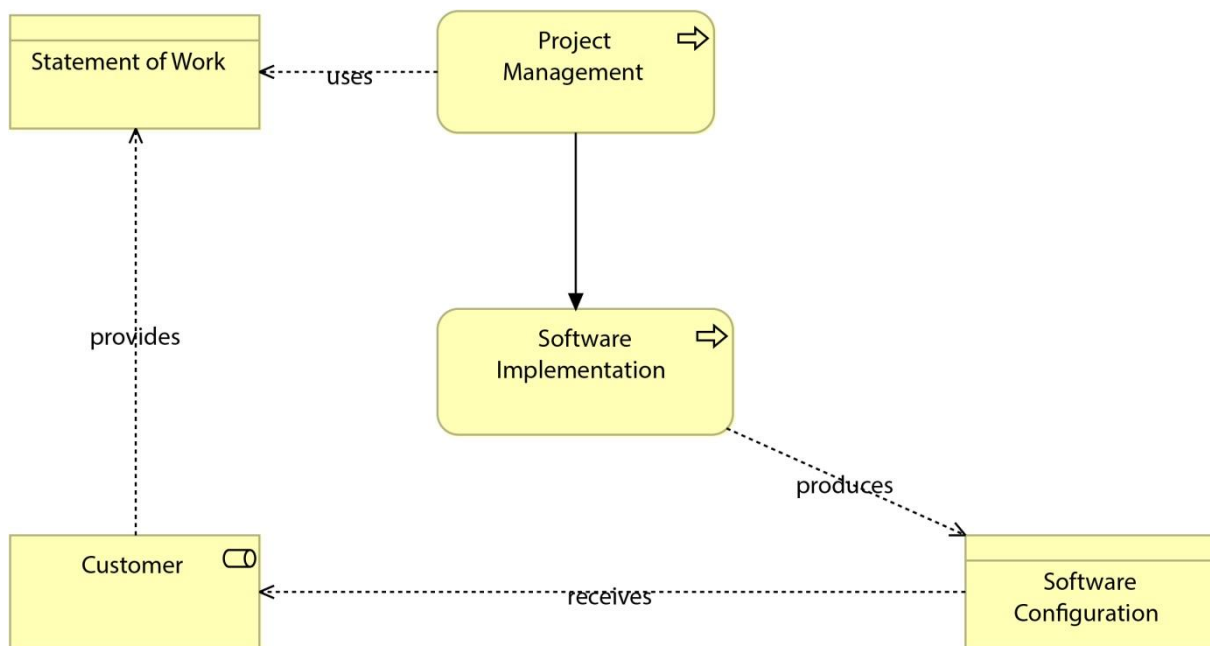 Statement of Work
Project
Management
uses
provides
Software
Implementation
produces
Customer
receives
Software
Configuration